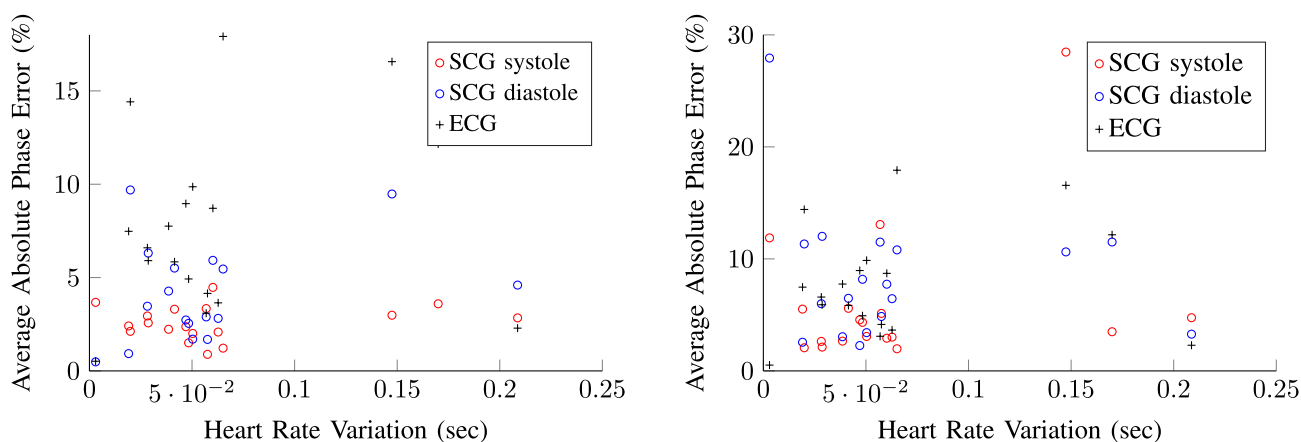 Average Absolute Phase Error (%)
15
10
5
0
0
5 · 10⁻²
0.1
0.15
0.2
0.25
Heart Rate Variation (sec)
SCG systole
SCG diastole
ECG
Average Absolute Phase Error (%)
30
20
10
0
0
5 · 10⁻²
0.1
0.15
0.2
0.25
Heart Rate Variation (sec)
SCG systole
SCG diastole
ECG